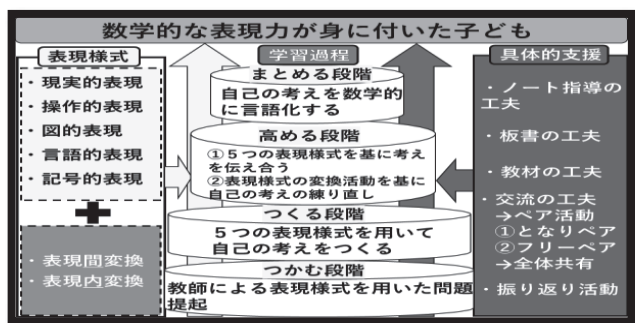 数学的な表現力が身に付いた子ども
表現様式
・現実的表現
・操作的表現
・図的表現
・言語的表現
・記号的表現
・表現間変換
・表現内変換
学習過程
まとめる段階
自己の考えを数学的
に言語化する
高める段階
①５つの表現様式を基に考え
を伝え合う
②表現様式の変換活動を基に
自己の考えの練り直し
つくる段階
５つの表現様式を用いて
自己の考えをつくる
つかむ段階
教師による表現様式を用いた問題
提起
具体的支援
・ノート指導の
工夫
・板書の工夫
・教材の工夫
・交流の工夫
→ペア活動
①となりペア
②フリーペア
→全体共有
・振り返り活動